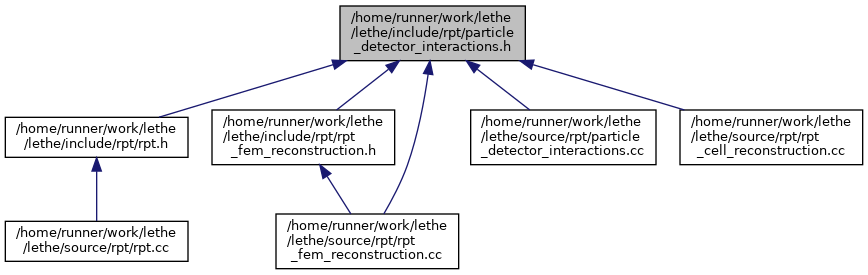 /home/runner/work/lethe
/lethe/include/rpt/particle
_detector_interactions.h
/home/runner/work/lethe
/lethe/include/rpt/rpt.h
/home/runner/work/lethe
/lethe/include/rpt/rpt
_fem_reconstruction.h
/home/runner/work/lethe
/lethe/source/rpt/particle
_detector_interactions.cc
/home/runner/work/lethe
/lethe/source/rpt/rpt
_cell_reconstruction.cc
/home/runner/work/lethe
/lethe/source/rpt/rpt.cc
/home/runner/work/lethe
/lethe/source/rpt/rpt
_fem_reconstruction.cc